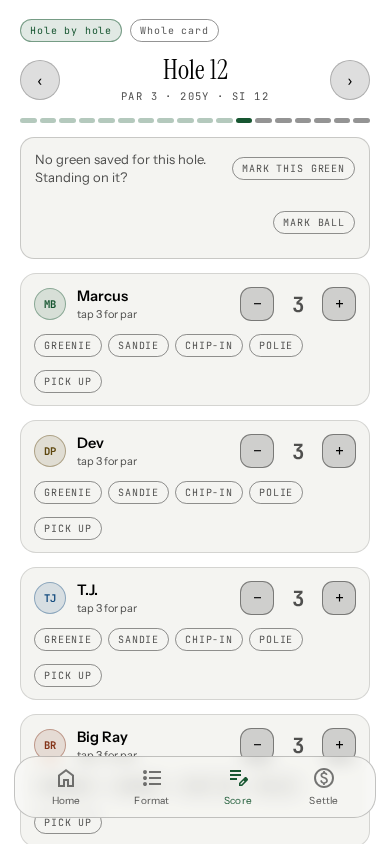 Hole by hole Whole card
‹ Hole 12 ›
PAR 3 · 205Y · SI 12
No green saved for this hole.
Standing on it?
MARK THIS GREEN
MARK BALL
MB Marcus − 3 +
tap 3 for par
GREENIE SANDIE CHIP-IN POLIE
PICK UP
DP Dev − 3 +
tap 3 for par
GREENIE SANDIE CHIP-IN POLIE
PICK UP
TJ T.J. − 3 +
tap 3 for par
GREENIE SANDIE CHIP-IN POLIE
PICK UP
BR Big Ray − 3 +
Home Format Score Settle
PICK UP